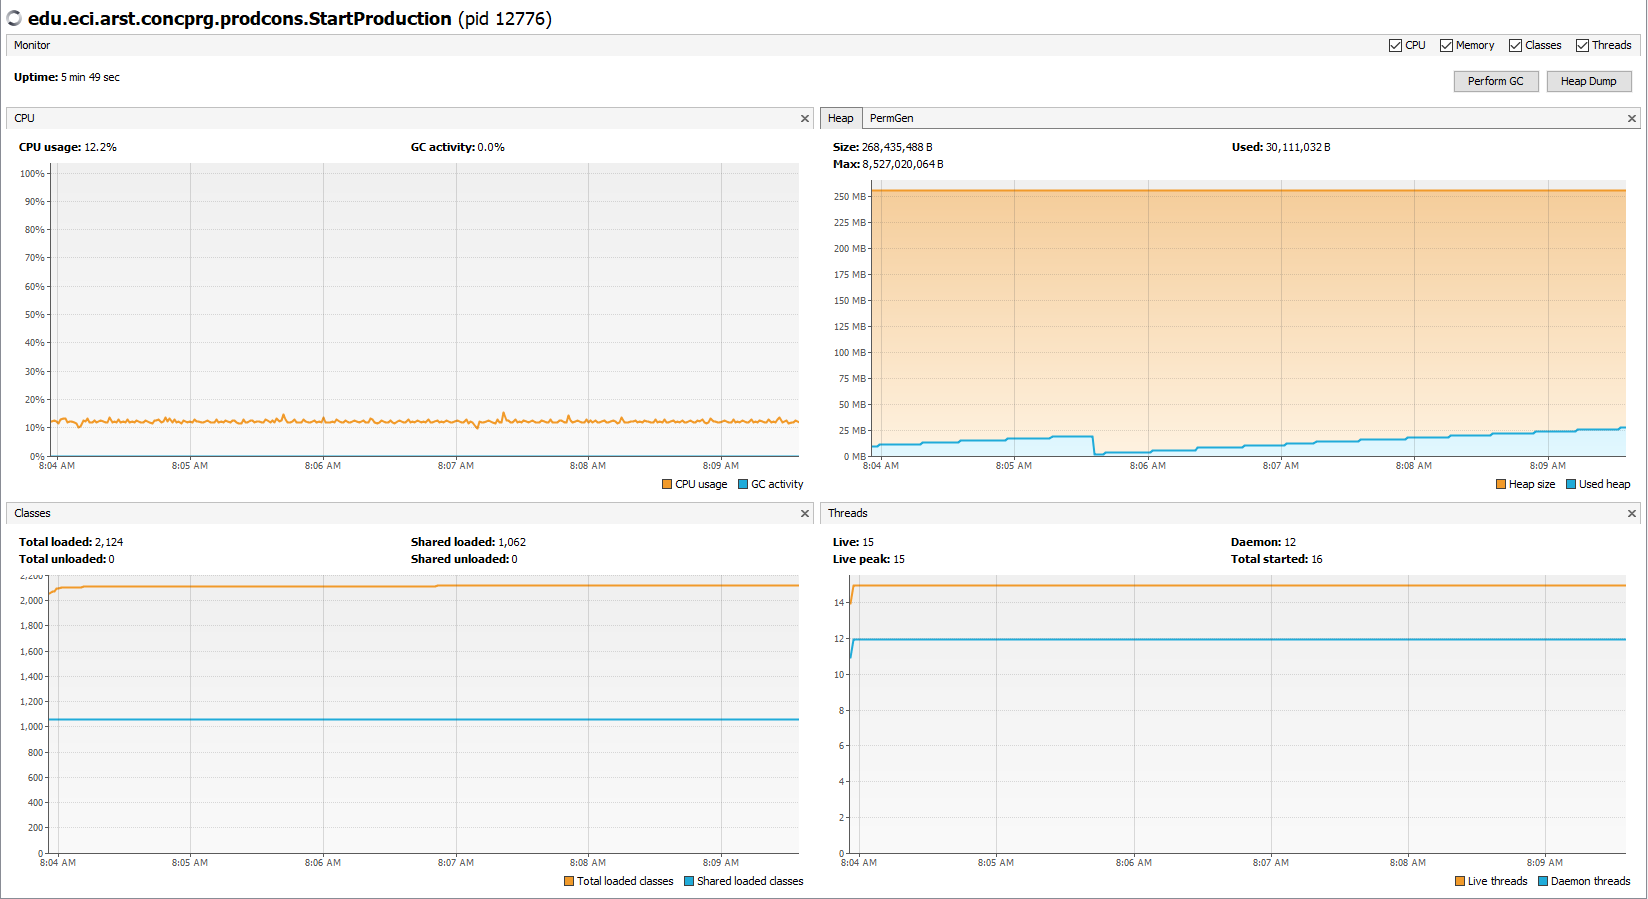 edu.eci.arst.concprg.prodcons.StartProduction (pid 12776)
Monitor
CPU Memory Classes Threads
Uptime: 5 min 49 sec
Perform GC Heap Dump
CPU
CPU usage: 12.2% GC activity: 0.0%
100%
90%
80%
70%
60%
50%
40%
30%
20%
10%
0%
8:04 AM 8:05 AM 8:06 AM 8:07 AM 8:08 AM 8:09 AM
CPU usage GC activity
Heap PermGen
Size: 268,435,488 B Used: 30,111,032 B
Max: 8,527,020,064 B
250 MB
225 MB
200 MB
175 MB
150 MB
125 MB
100 MB
75 MB
50 MB
25 MB
0 MB
8:04 AM 8:05 AM 8:06 AM 8:07 AM 8:08 AM 8:09 AM
Heap size Used heap
Classes
Total loaded: 2,124 Shared loaded: 1,062
Total unloaded: 0 Shared unloaded: 0
2,200
2,000
1,800
1,600
1,400
1,200
1,000
800
600
400
200
0
8:04 AM 8:05 AM 8:06 AM 8:07 AM 8:08 AM 8:09 AM
Total loaded classes Shared loaded classes
Threads
Live: 15 Daemon: 12
Live peak: 15 Total started: 16
14
12
10
8
6
4
2
0
8:04 AM 8:05 AM 8:06 AM 8:07 AM 8:08 AM 8:09 AM
Live threads Daemon threads